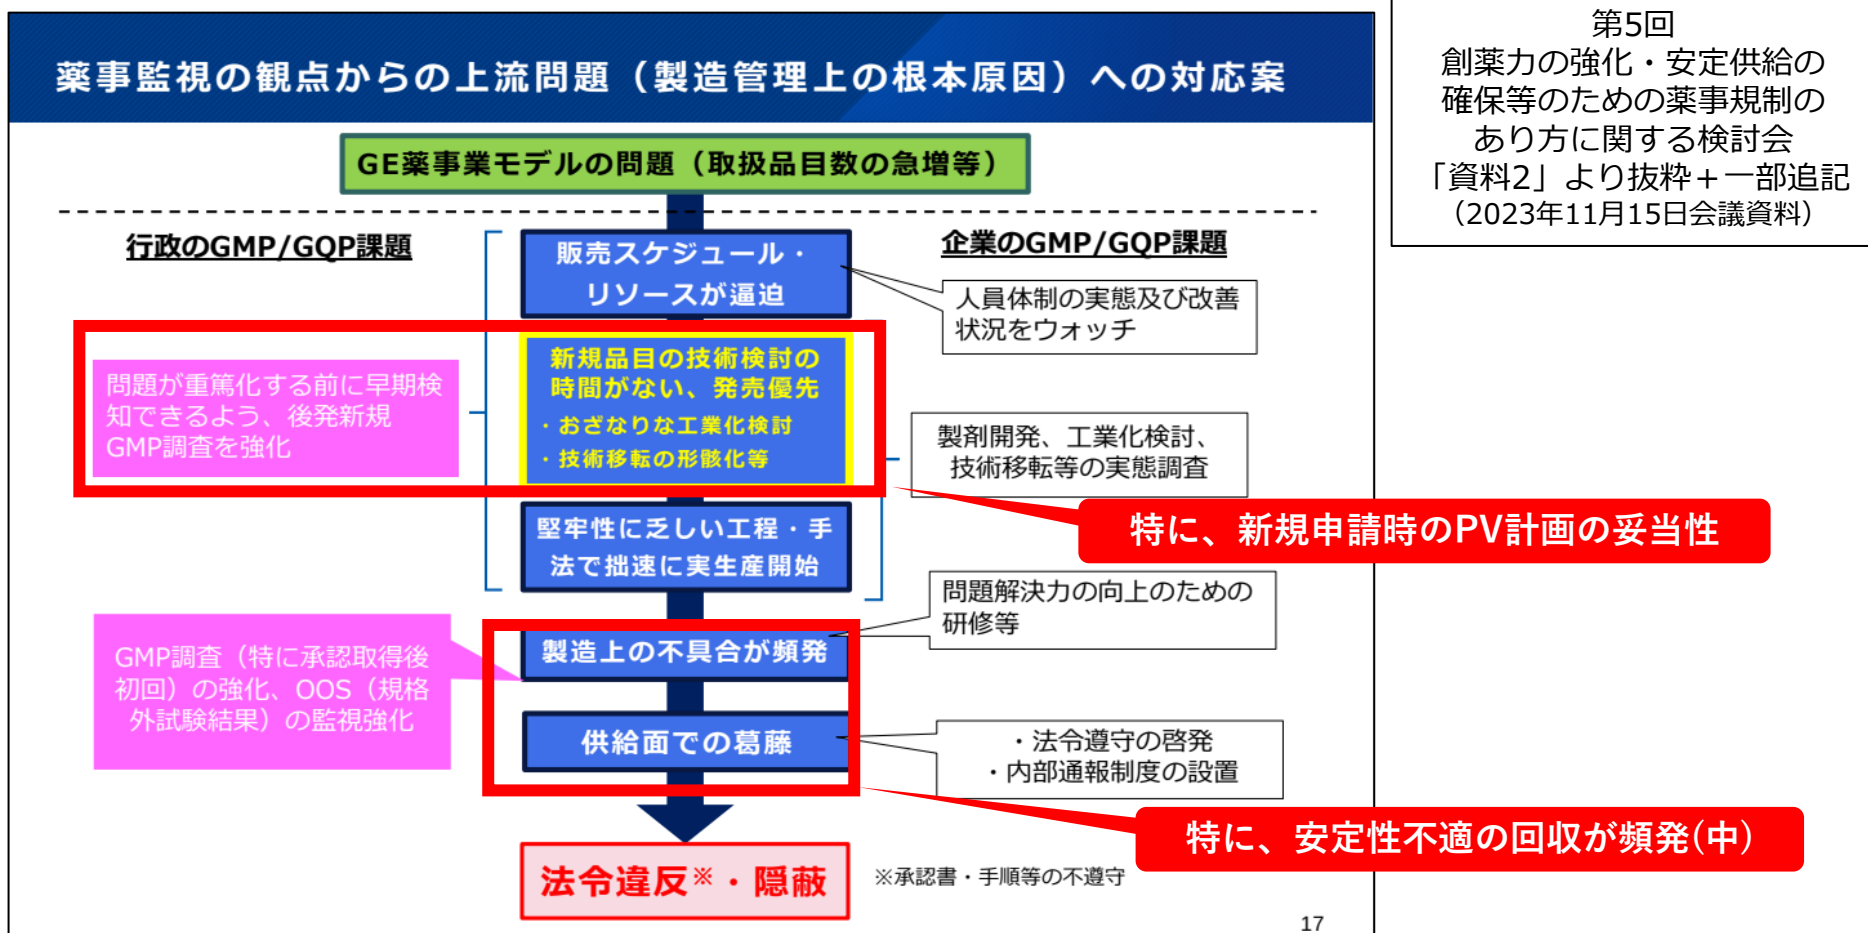 薬事監視の観点からの上流問題（製造管理上の根本原因）への対応案
第5回
創薬力の強化・安定供給の
確保等のための薬事規制の
あり方に関する検討会
「資料2」より抜粋＋一部追記
（2023年11月15日会議資料）
GE薬事業モデルの問題（取扱品目数の急増等）
行政のGMP/GQP課題
企業のGMP/GQP課題
販売スケジュール・
リソースが逼迫
人員体制の実態及び改善
状況をウォッチ
問題が重篤化する前に早期検
知できるよう、後発新規
GMP調査を強化
新規品目の技術検討の
時間がない、発売優先
・おざなりな工業化検討
・技術移転の形骸化等
製剤開発、工業化検討、
技術移転等の実態調査
特に、新規申請時のPV計画の妥当性
堅牢性に乏しい工程・手
法で拙速に実生産開始
問題解決力の向上のための
研修等
GMP調査（特に承認取得後
初回）の強化、OOS（規格
外試験結果）の監視強化
製造上の不具合が頻発
供給面での葛藤
・法令遵守の啓発
・内部通報制度の設置
特に、安定性不適の回収が頻発(中)
法令違反※・隠蔽
※承認書・手順等の不遵守
17